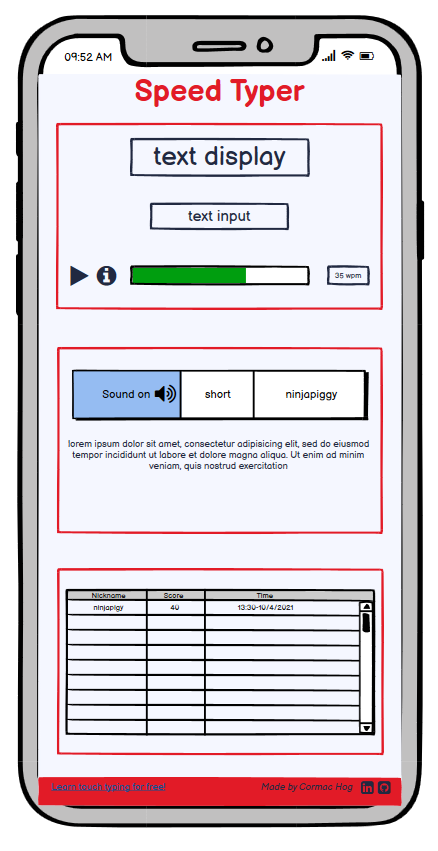 09:52 AM
Speed Typer
text display
text input
35 wpm
Sound on short ninjapiggy
lorem ipsum dolor sit amet, consectetur adipisicing elit, sed do eiusmod
tempor incididunt ut labore et dolore magna aliqua. Ut enim ad minim
veniam, quis nostrud exercitation
Nickname Score Time
ninjapigy 40 13:30-10/4/2021
Learn touch typing for free! Made by Cormac Hog in